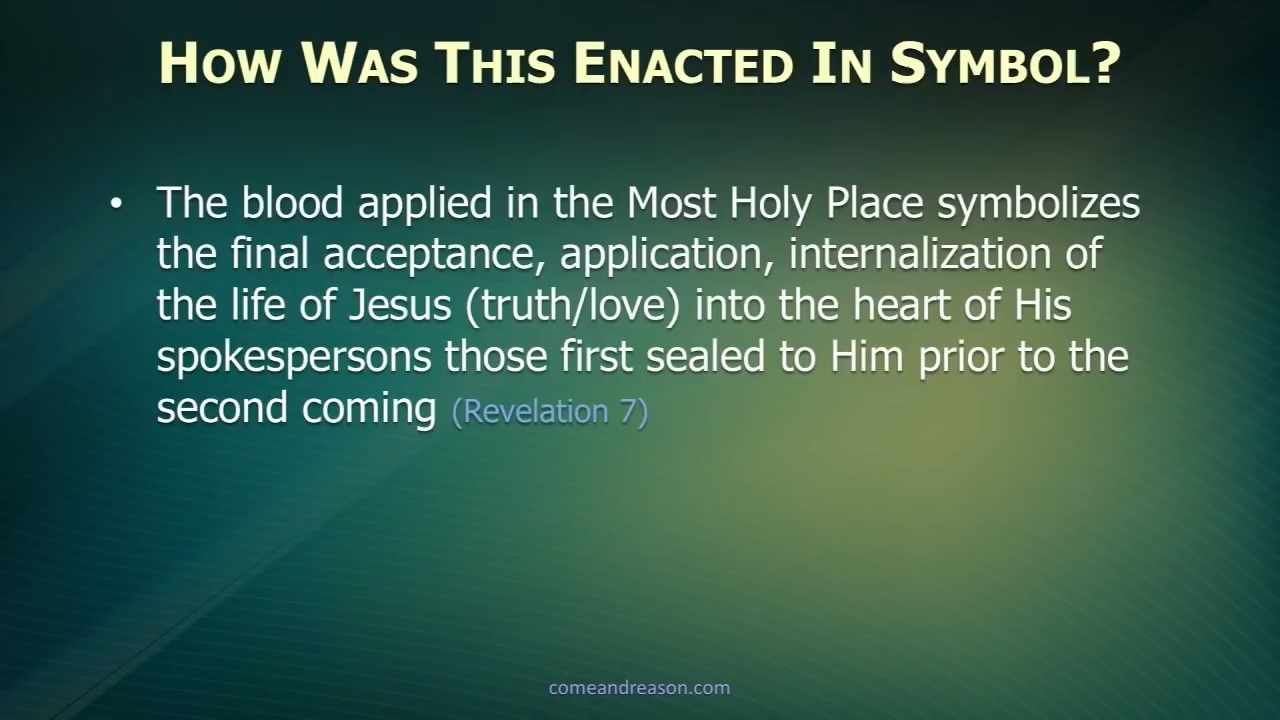 How Was This Enacted In Symbol?
• The blood applied in the Most Holy Place symbolizes
the final acceptance, application, internalization of
the life of Jesus (truth/love) into the heart of His
spokespersons those first sealed to Him prior to the
second coming (Revelation 7)
comeandreason.com